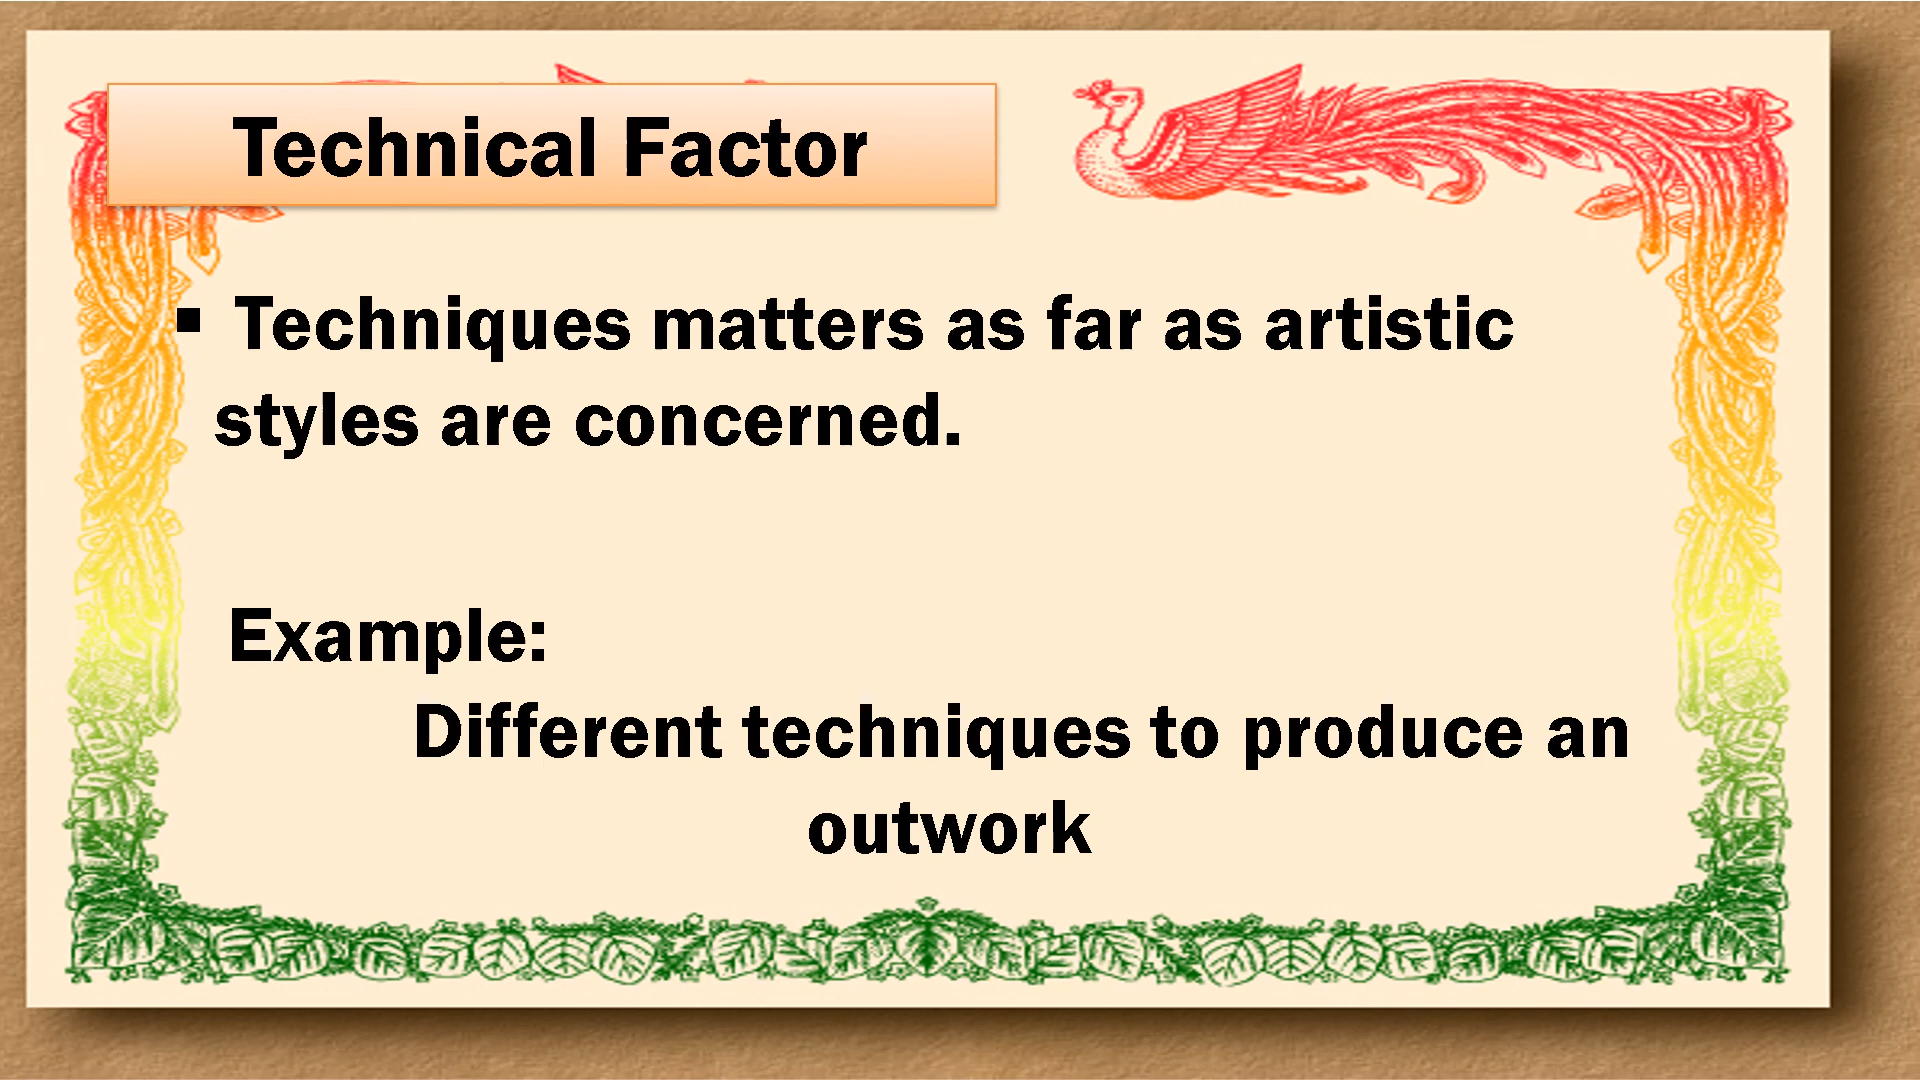 Technical Factor
▪ Techniques matters as far as artistic
styles are concerned.
Example:
Different techniques to produce an
outwork